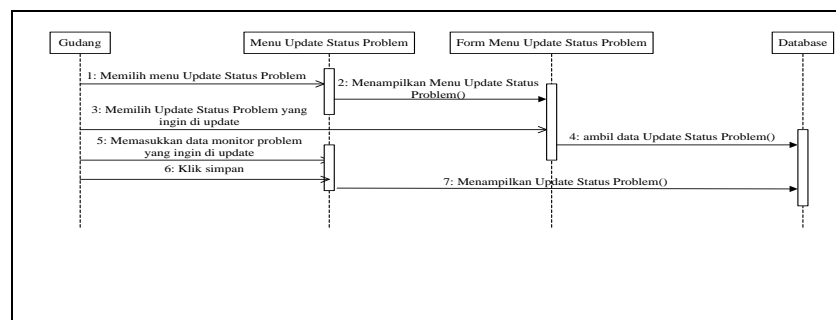 Gudang
Menu Update Status Problem
Form Menu Update Status Problem
Database
1: Memilih menu Update Status Problem
2: Menampilkan Menu Update Status
Problem()
3: Memilih Update Status Problem yang
ingin di update
4: ambil data Update Status Problem()
5: Memasukkan data monitor problem
yang ingin di update
6: Klik simpan
7: Menampilkan Update Status Problem()